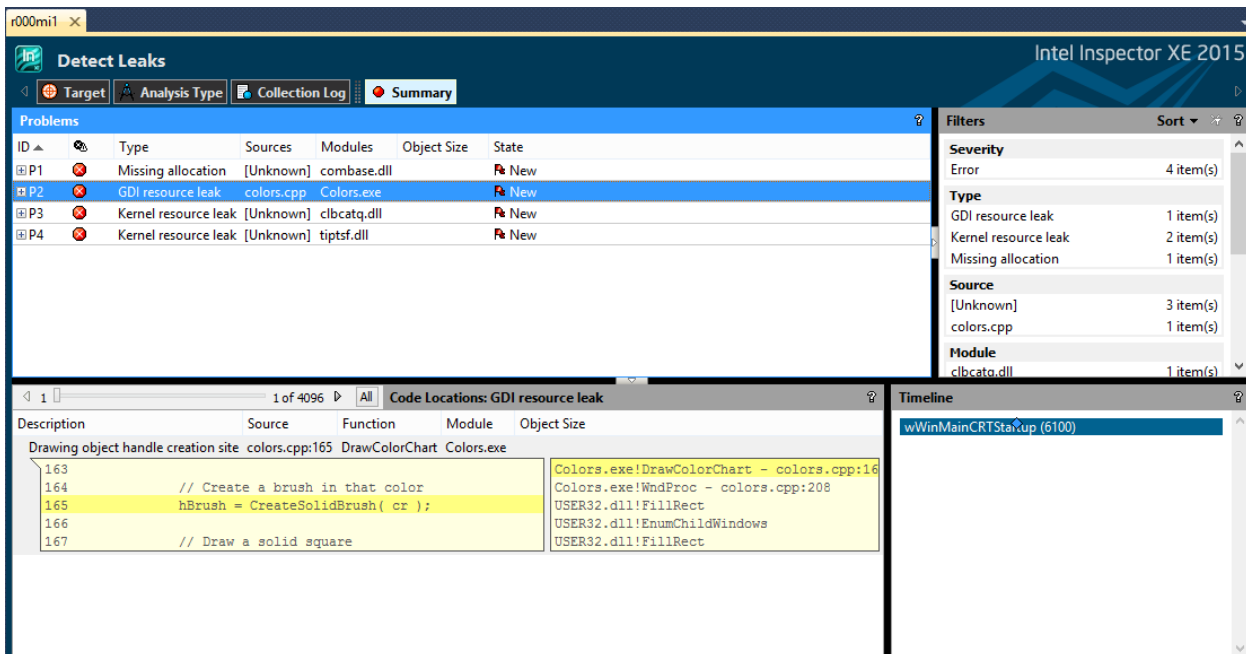 r000mi1
Detect Leaks
Intel Inspector XE 2015
Target Analysis Type Collection Log Summary
Problems ?
ID Type Sources Modules Object Size State
P1 Missing allocation [Unknown] combase.dll New
P2 GDI resource leak colors.cpp Colors.exe New
P3 Kernel resource leak [Unknown] clbcatq.dll New
P4 Kernel resource leak [Unknown] tiptsf.dll New
Filters Sort ?
Severity
Error 4 item(s)
Type
GDI resource leak 1 item(s)
Kernel resource leak 2 item(s)
Missing allocation 1 item(s)
Source
[Unknown] 3 item(s)
colors.cpp 1 item(s)
Module
clbcatq.dll 1 item(s)
1 1 of 4096 All Code Locations: GDI resource leak ?
Description Source Function Module Object Size
Drawing object handle creation site colors.cpp:165 DrawColorChart Colors.exe
163
164 // Create a brush in that color
165 hBrush = CreateSolidBrush( cr );
166
167 // Draw a solid square
Colors.exe!DrawColorChart - colors.cpp:16
Colors.exe!WndProc - colors.cpp:208
USER32.dll!FillRect
USER32.dll!EnumChildWindows
USER32.dll!FillRect
Timeline ?
wWinMainCRTStartup (6100)